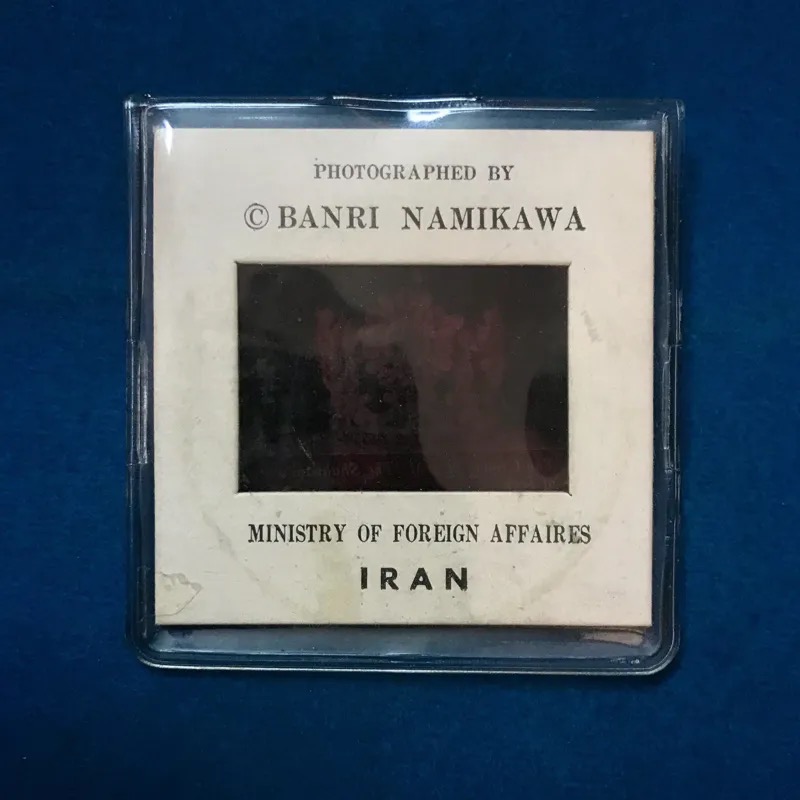 PHOTOGRAPHED BY
© BANRI NAMIKAWA
MINISTRY OF FOREIGN AFFAIRES
IRAN